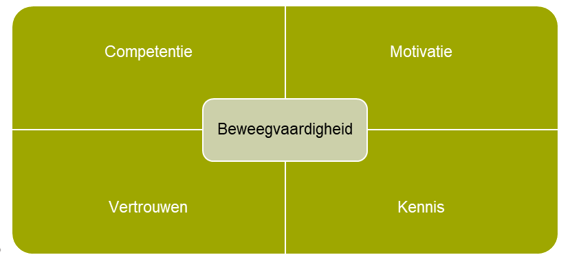 Competentie
Motivatie
Beweegvaardigheid
Vertrouwen
Kennis